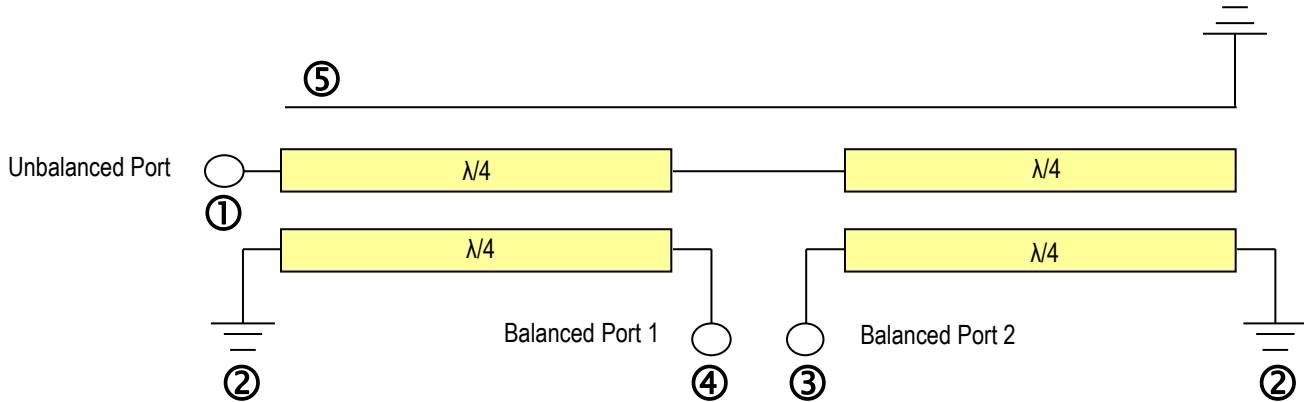 ⑤
Unbalanced Port
λ/4
λ/4
①
λ/4
λ/4
Balanced Port 1
Balanced Port 2
②
④
③
②